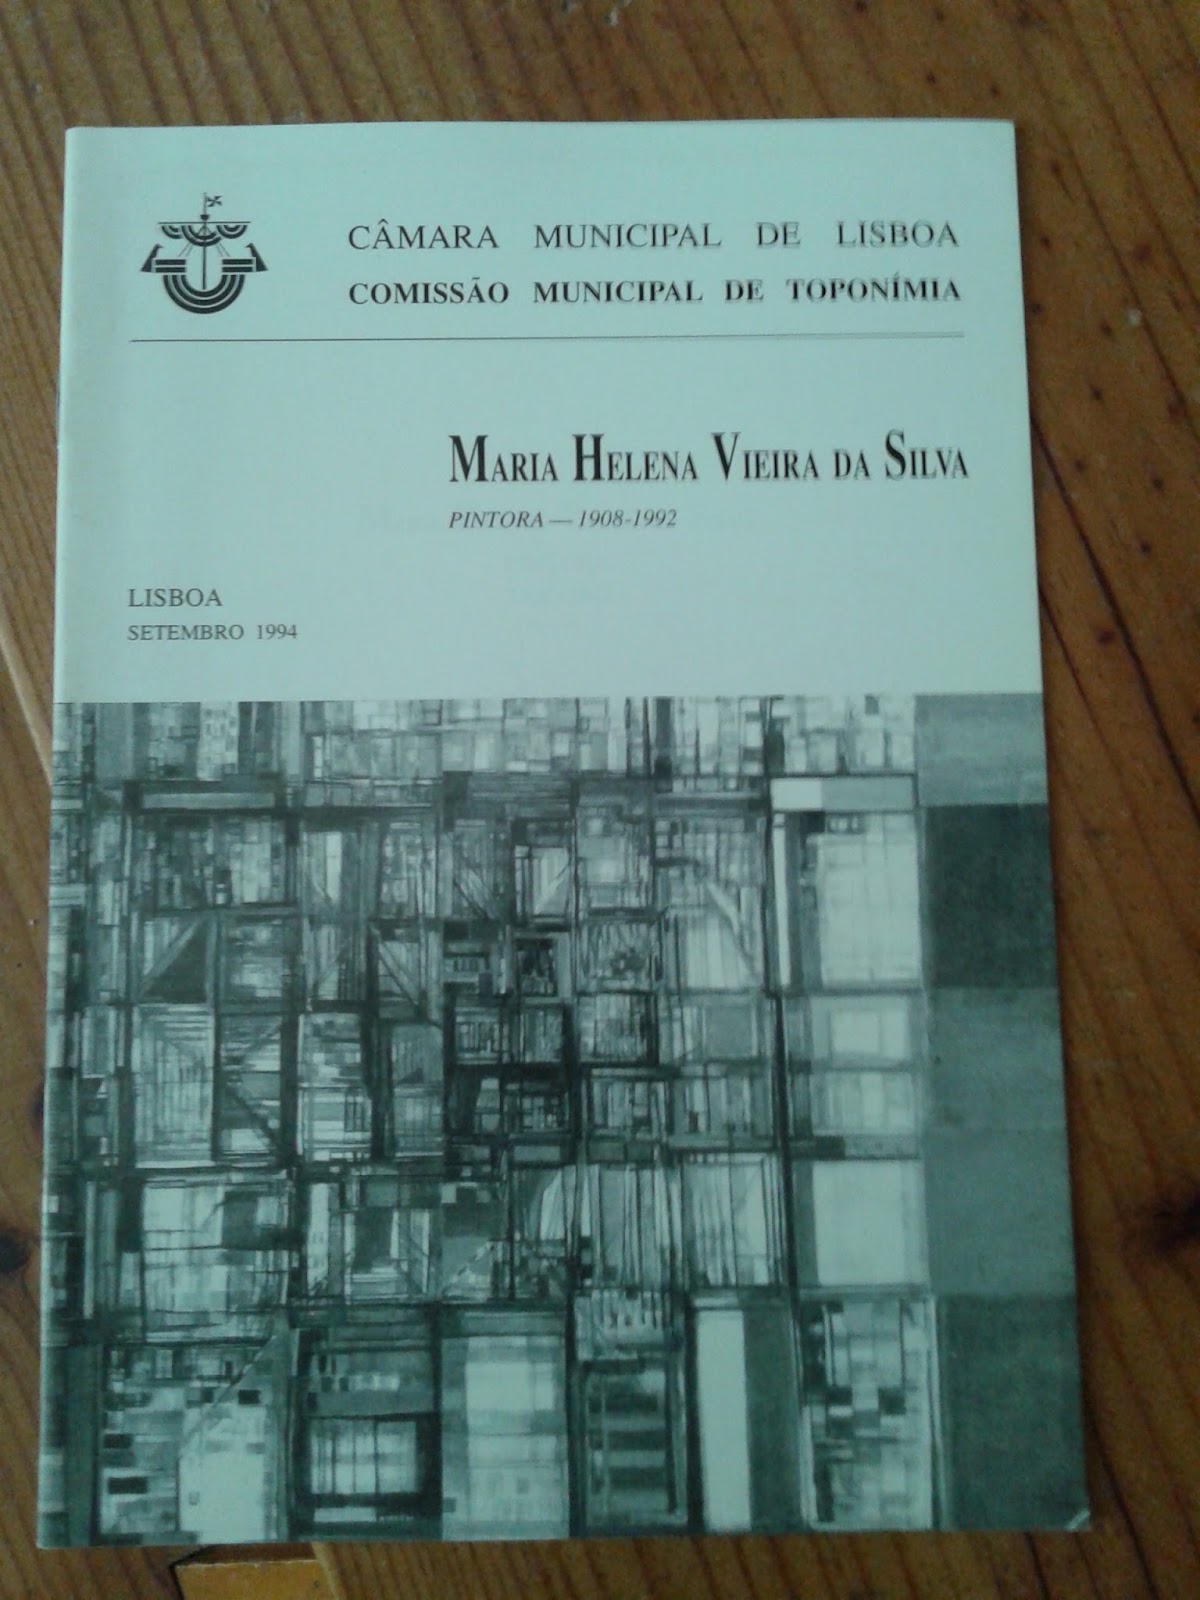 CÂMARA MUNICIPAL DE LISBOA
COMISSÃO MUNICIPAL DE TOPONÍMIA
MARIA HELENA VIEIRA DA SILVA
PINTORA — 1908-1992
LISBOA
SETEMBRO 1994